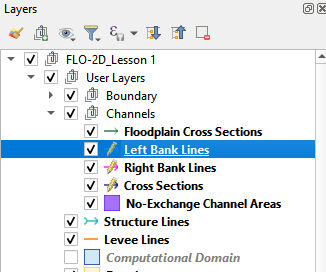 Layers
FLO-2D_Lesson 1
User Layers
Boundary
Channels
Floodplain Cross Sections
Left Bank Lines
Right Bank Lines
Cross Sections
No-Exchange Channel Areas
Structure Lines
Levee Lines
Computational Domain